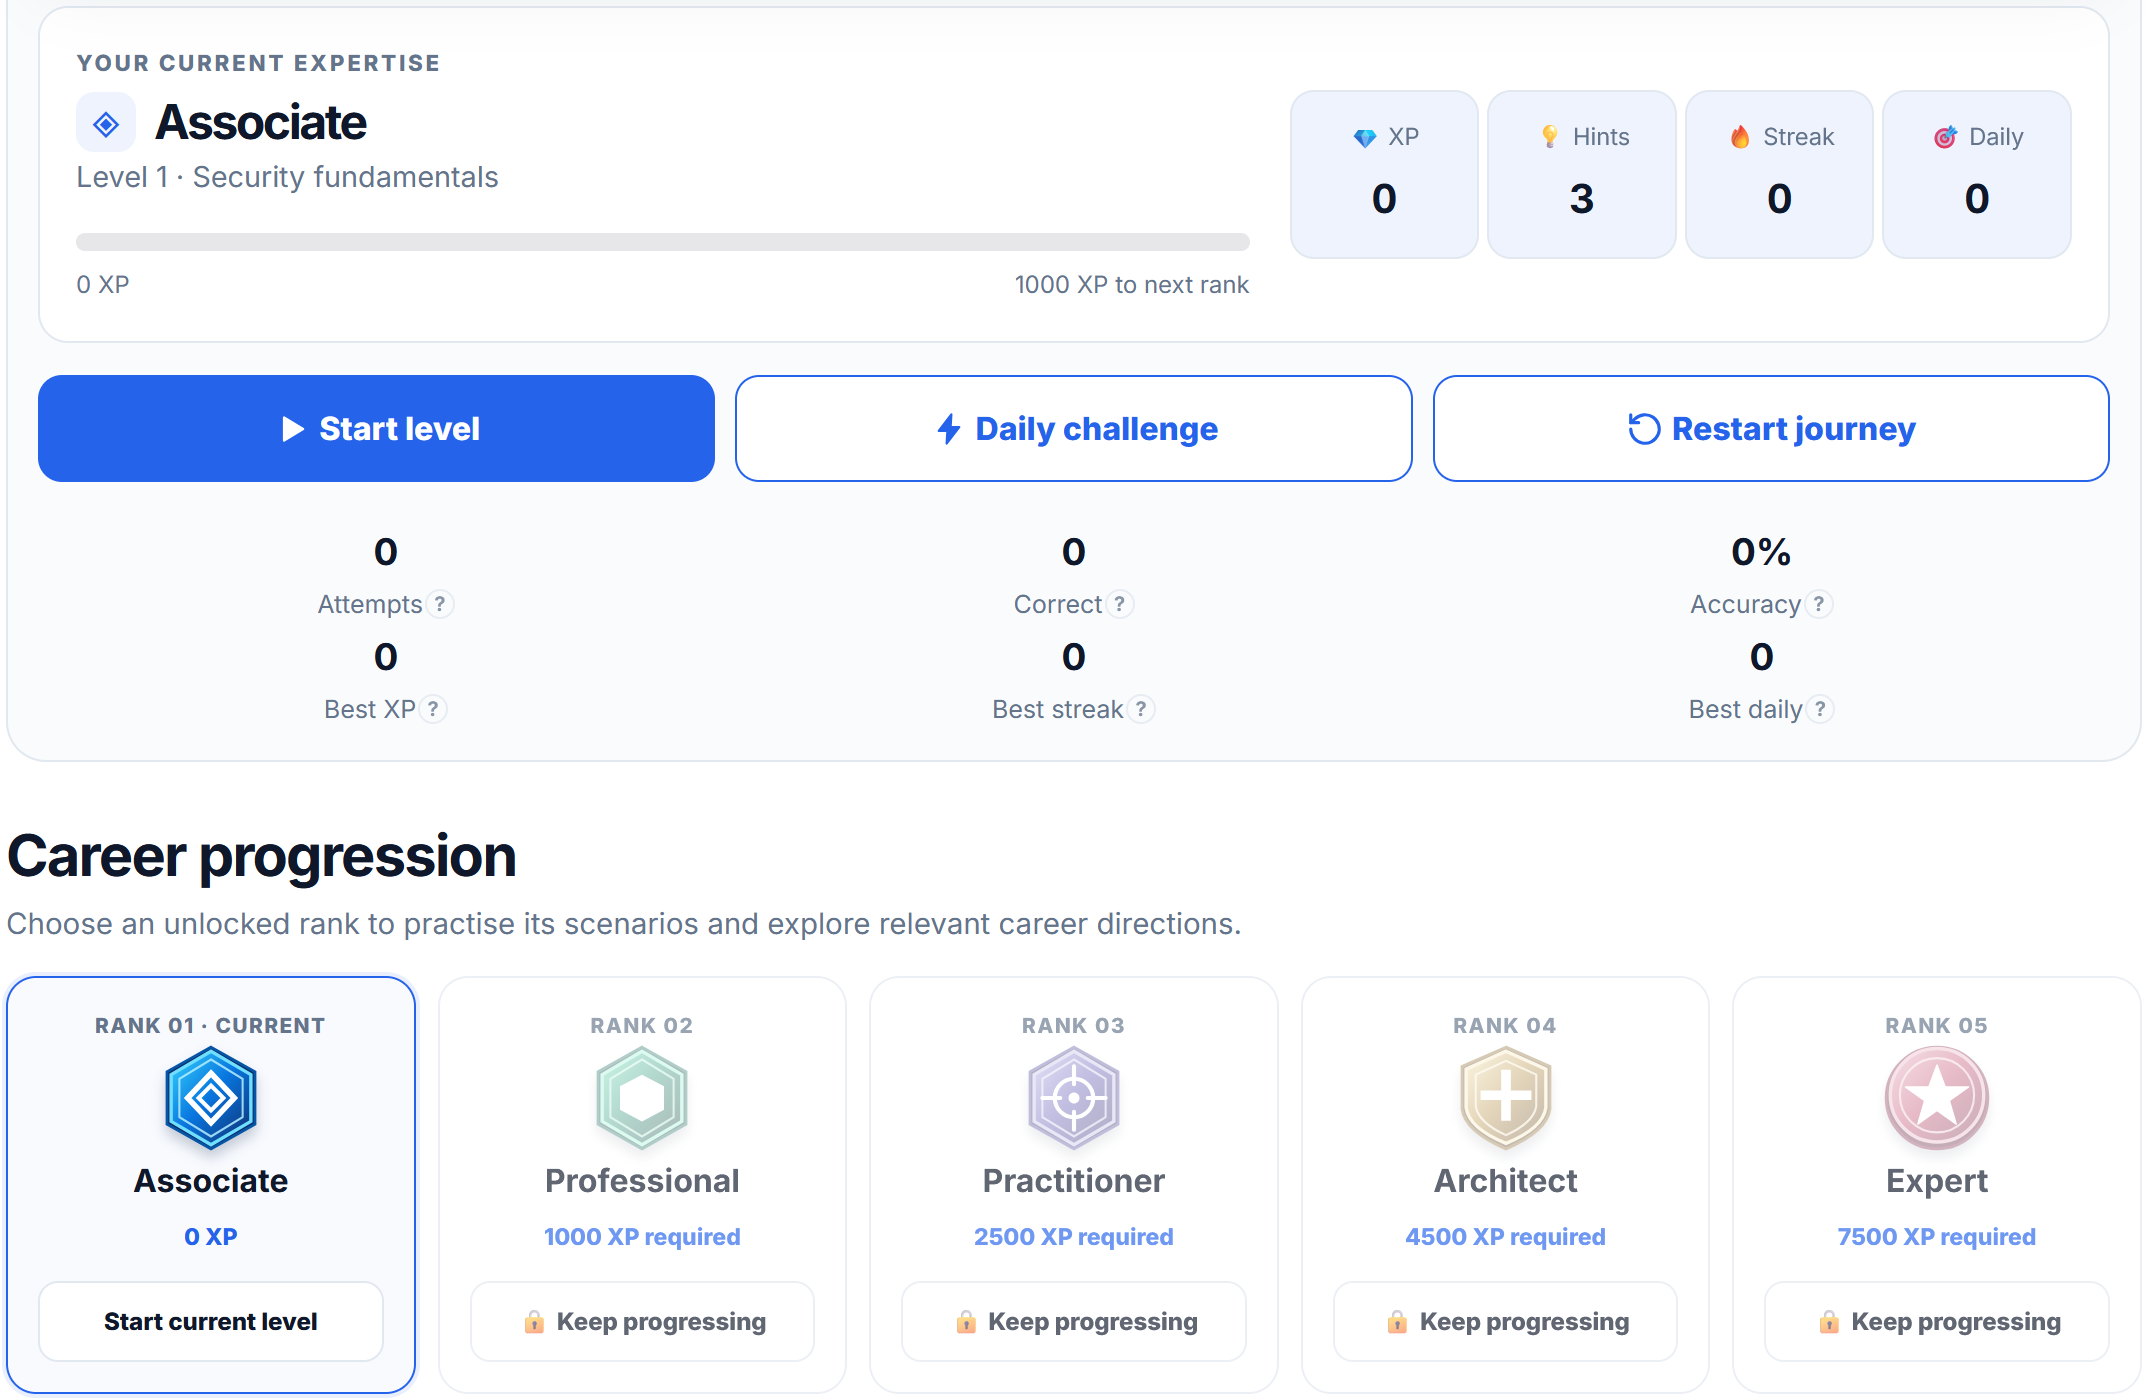 YOUR CURRENT EXPERTISE
Associate
Level 1 · Security fundamentals
0 XP
1000 XP to next rank
XP
0
Hints
3
Streak
0
Daily
0
Start level
Daily challenge
Restart journey
0
Attempts ?
0
Correct ?
0%
Accuracy ?
0
Best XP ?
0
Best streak ?
0
Best daily ?
Career progression
Choose an unlocked rank to practise its scenarios and explore relevant career directions.
RANK 01 · CURRENT
Associate
0 XP
Start current level
RANK 02
Professional
1000 XP required
Keep progressing
RANK 03
Practitioner
2500 XP required
Keep progressing
RANK 04
Architect
4500 XP required
Keep progressing
RANK 05
Expert
7500 XP required
Keep progressing